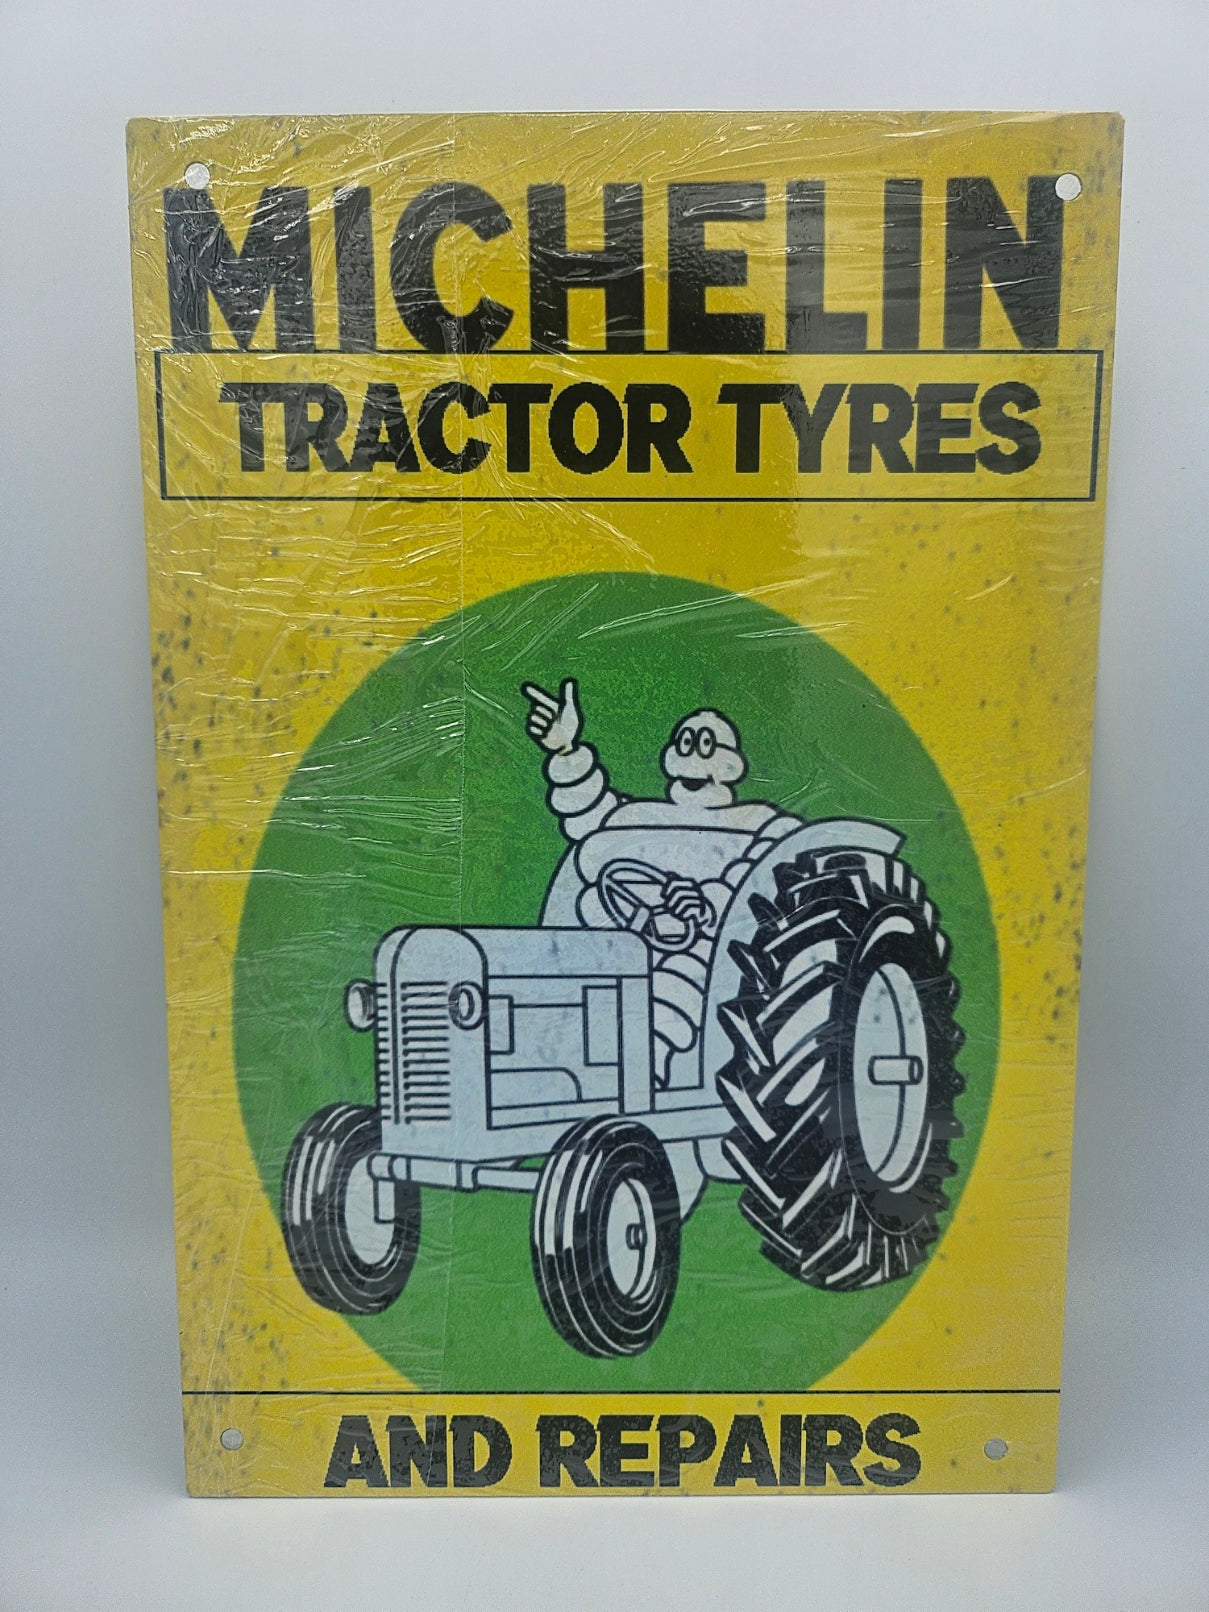 MICHELIN
TRACTOR TYRES
AND REPAIRS